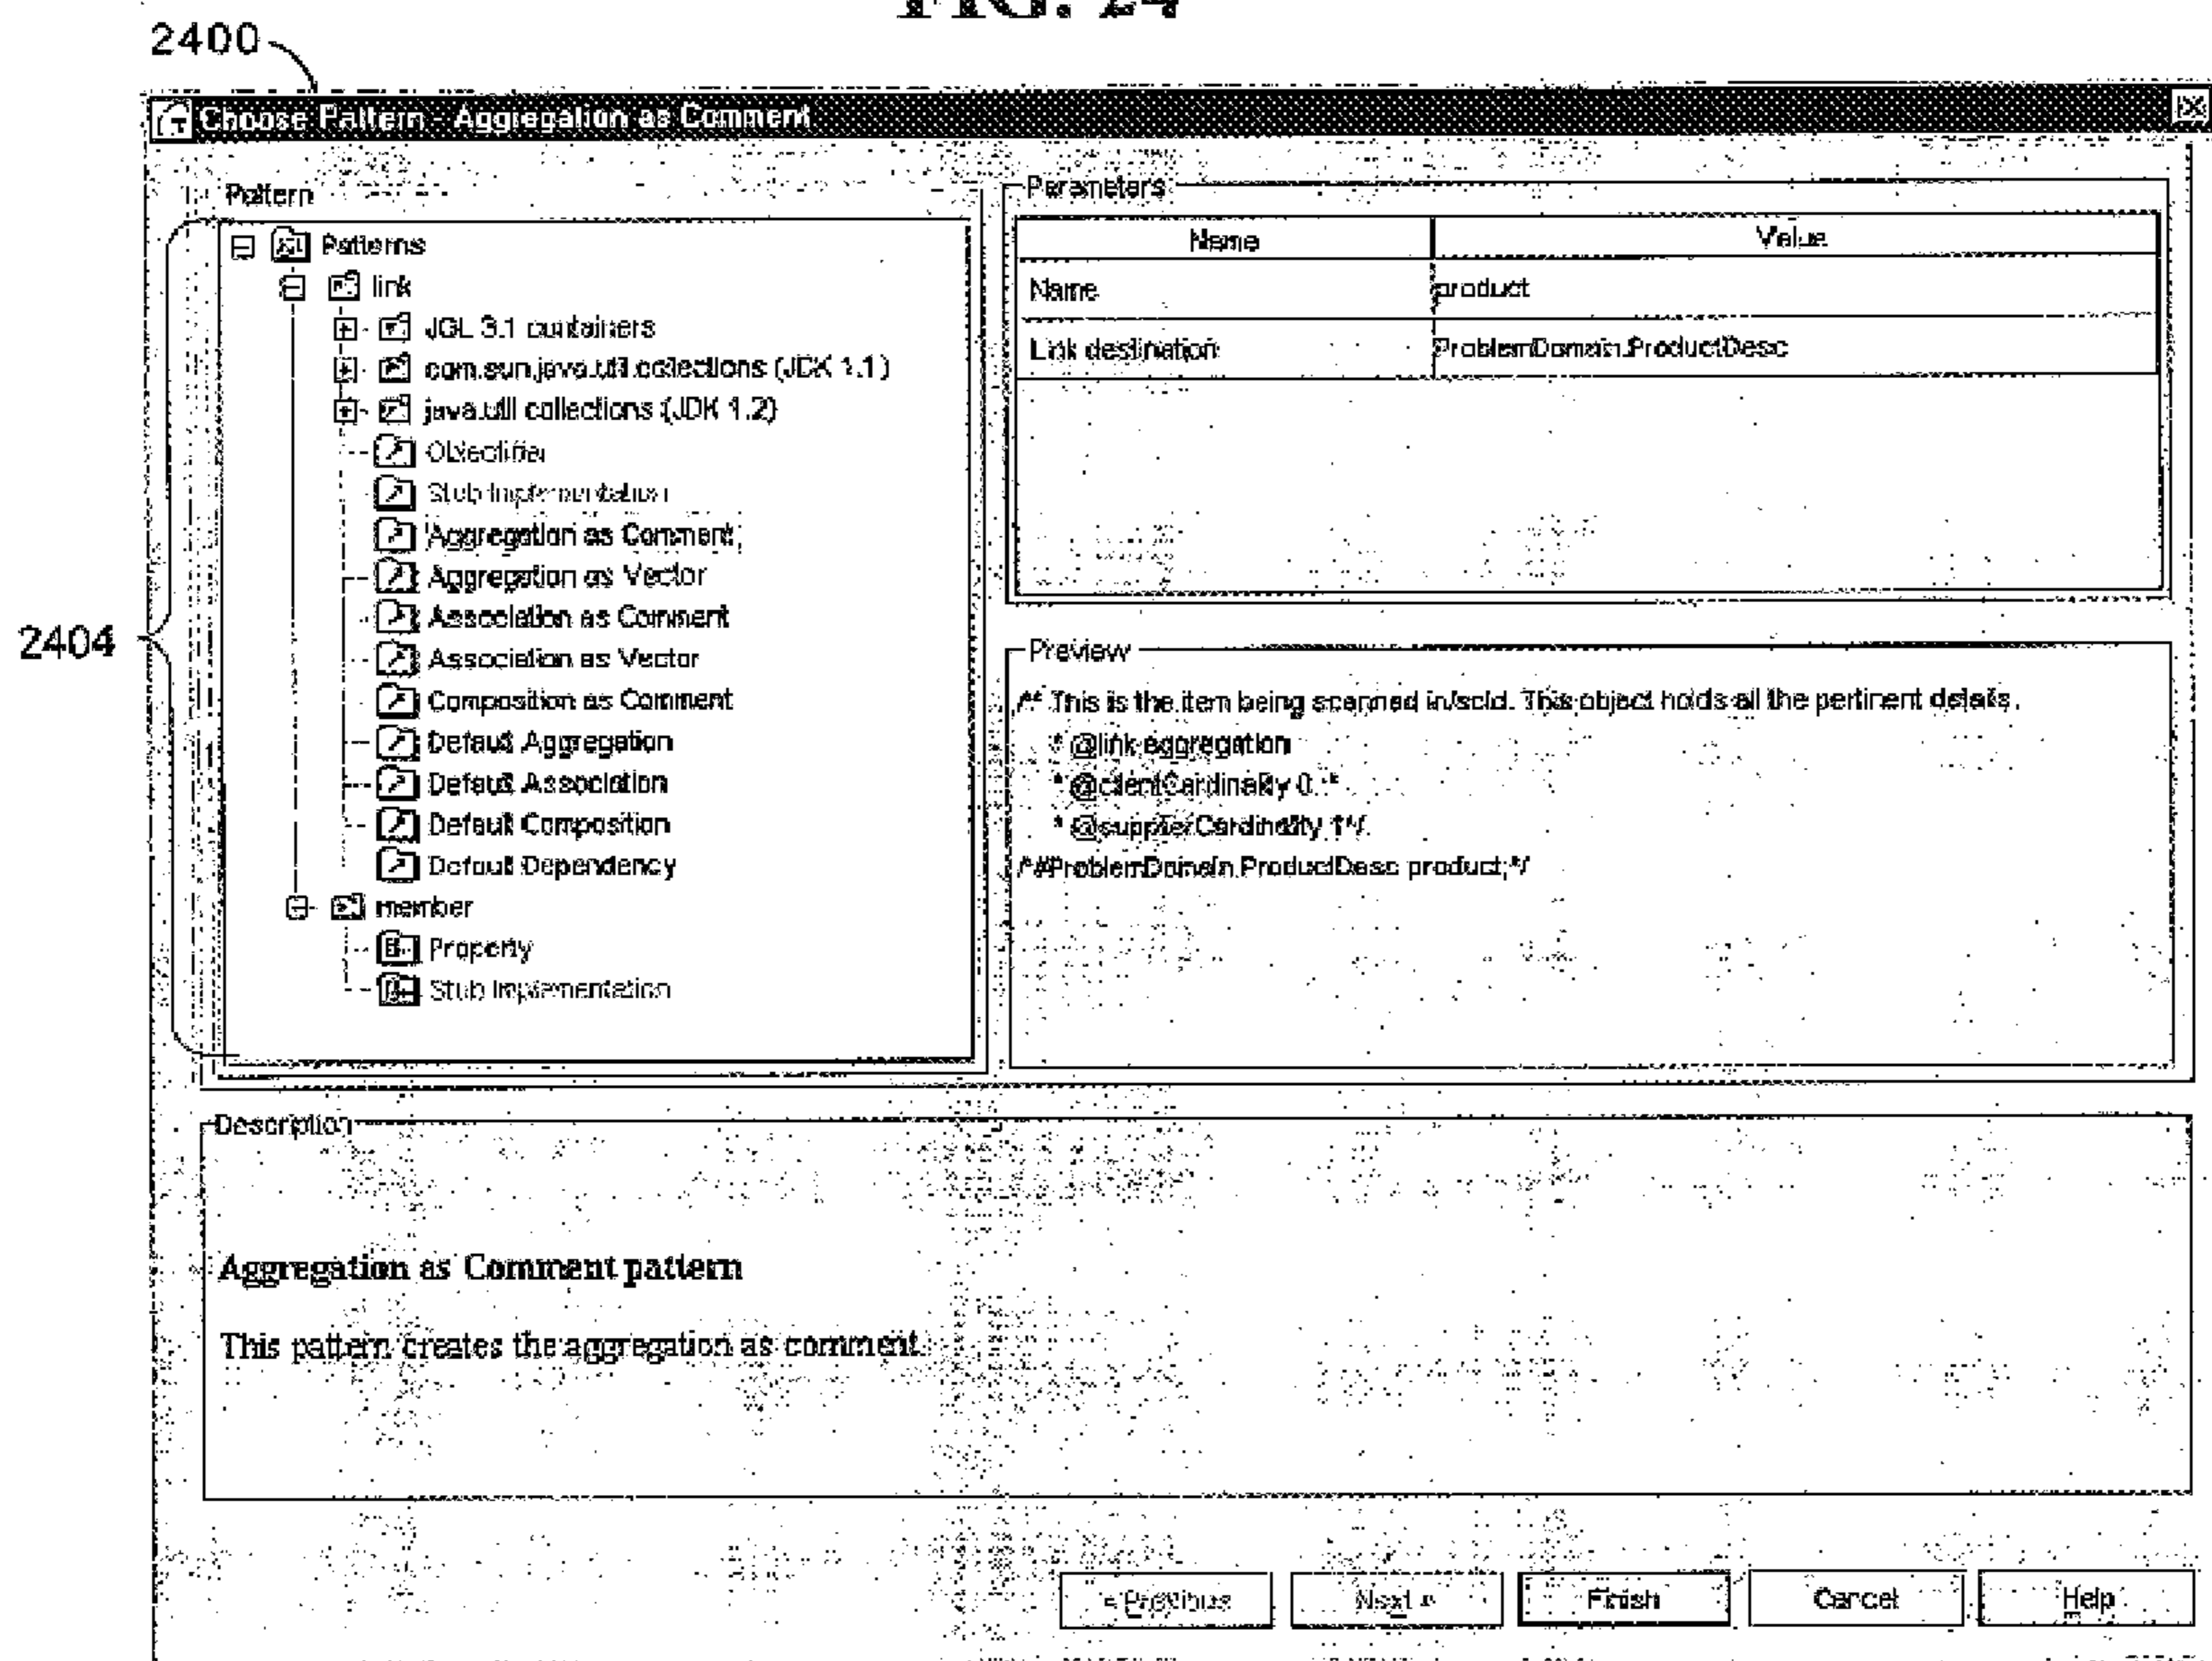 FIG. 24
2400
Choose Pattern - Aggregation as Comment
Pattern
Patterns
link
JGL 3.1 containers
com.sun.java.util.collections (JDK 1.1)
java.util collections (JDK 1.2)
Objectifier
Stub Implementation
Aggregation as Comment
Aggregation as Vector
Association as Comment
Association as Vector
Composition as Comment
Default Aggregation
Default Association
Default Composition
Default Dependency
member
Property
Stub Implementation
2404
Parameters
Name Value
Name product
Link destination ProblemDomain.ProductDesc
Preview
/** This is the item being scanned in/sold. This object holds all the pertinent details.
* @link aggregation
* @clientCardinality 0..*
* @supplierCardinality 1*/
/*#ProblemDomain.ProductDesc product;*/
Description
Aggregation as Comment pattern
This pattern creates the aggregation as comment.
< Previous Next > Finish Cancel Help